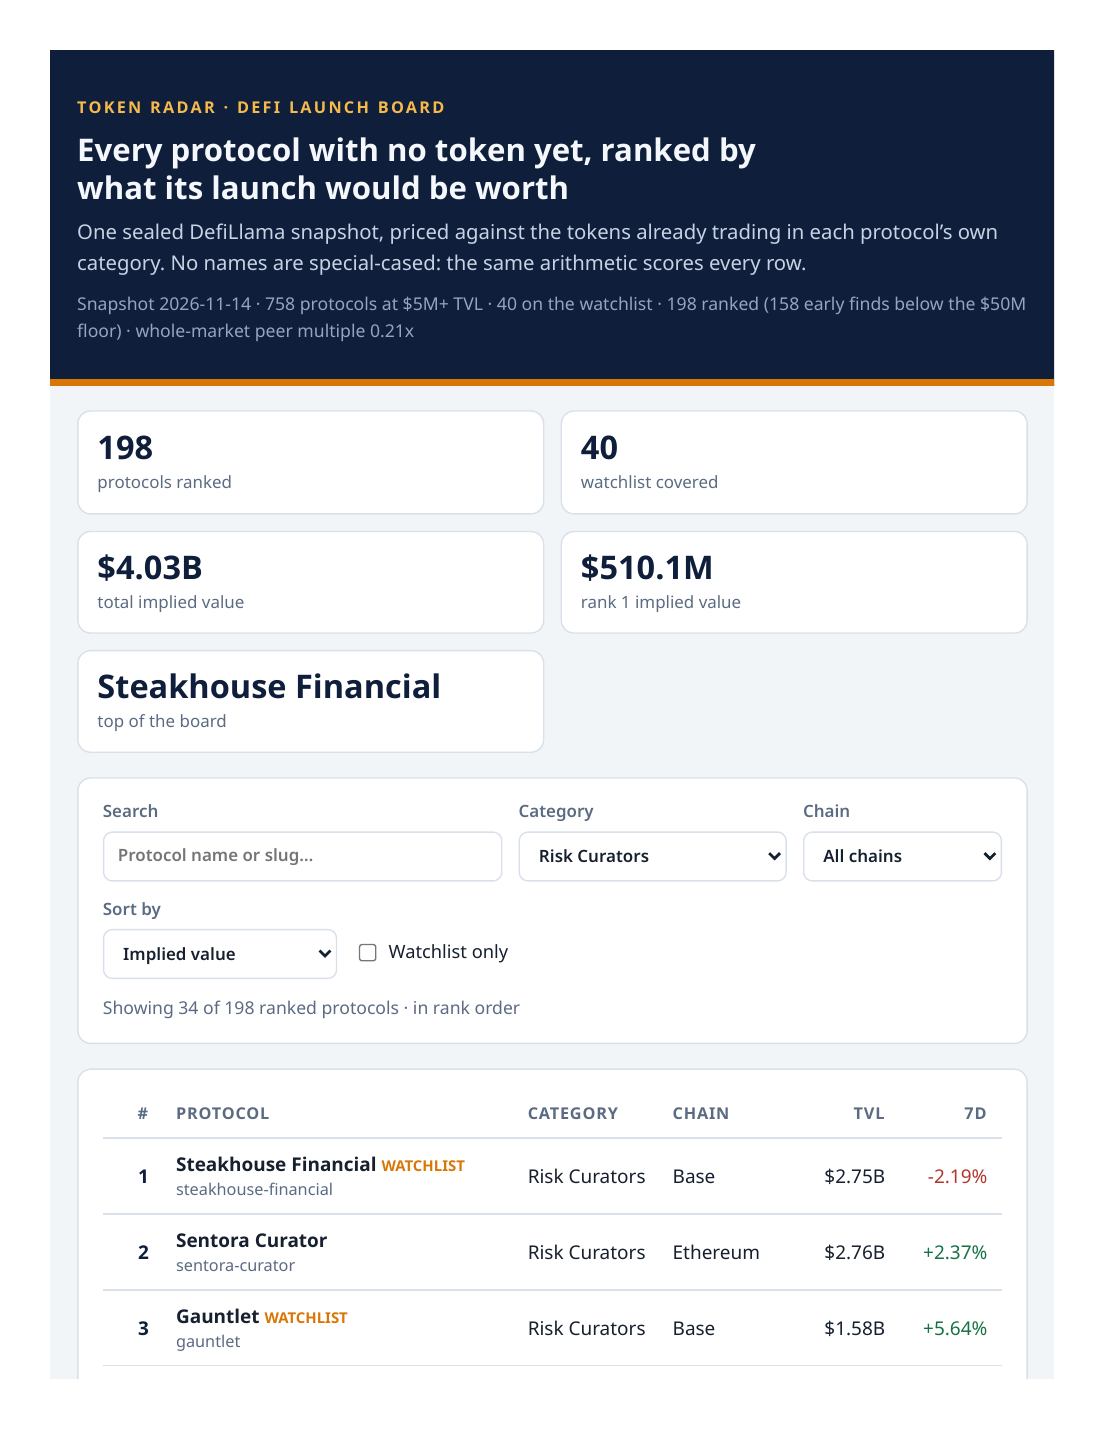 TOKEN RADAR · DEFI LAUNCH BOARD
Every protocol with no token yet, ranked by
what its launch would be worth
One sealed DefiLlama snapshot, priced against the tokens already trading in each protocol’s own
category. No names are special-cased: the same arithmetic scores every row.
Snapshot 2026-11-14 · 758 protocols at $5M+ TVL · 40 on the watchlist · 198 ranked (158 early finds below the $50M
floor) · whole-market peer multiple 0.21x
198
protocols ranked
40
watchlist covered
$4.03B
total implied value
$510.1M
rank 1 implied value
Steakhouse Financial
top of the board
Search
Category
Chain
Protocol name or slug...
Risk Curators
All chains
Sort by
Implied value
Watchlist only
Showing 34 of 198 ranked protocols · in rank order
# PROTOCOL CATEGORY CHAIN TVL 7D
1 Steakhouse Financial WATCHLIST Risk Curators Base $2.75B -2.19%
steakhouse-financial
2 Sentora Curator Risk Curators Ethereum $2.76B +2.37%
sentora-curator
3 Gauntlet WATCHLIST Risk Curators Base $1.58B +5.64%
gauntlet